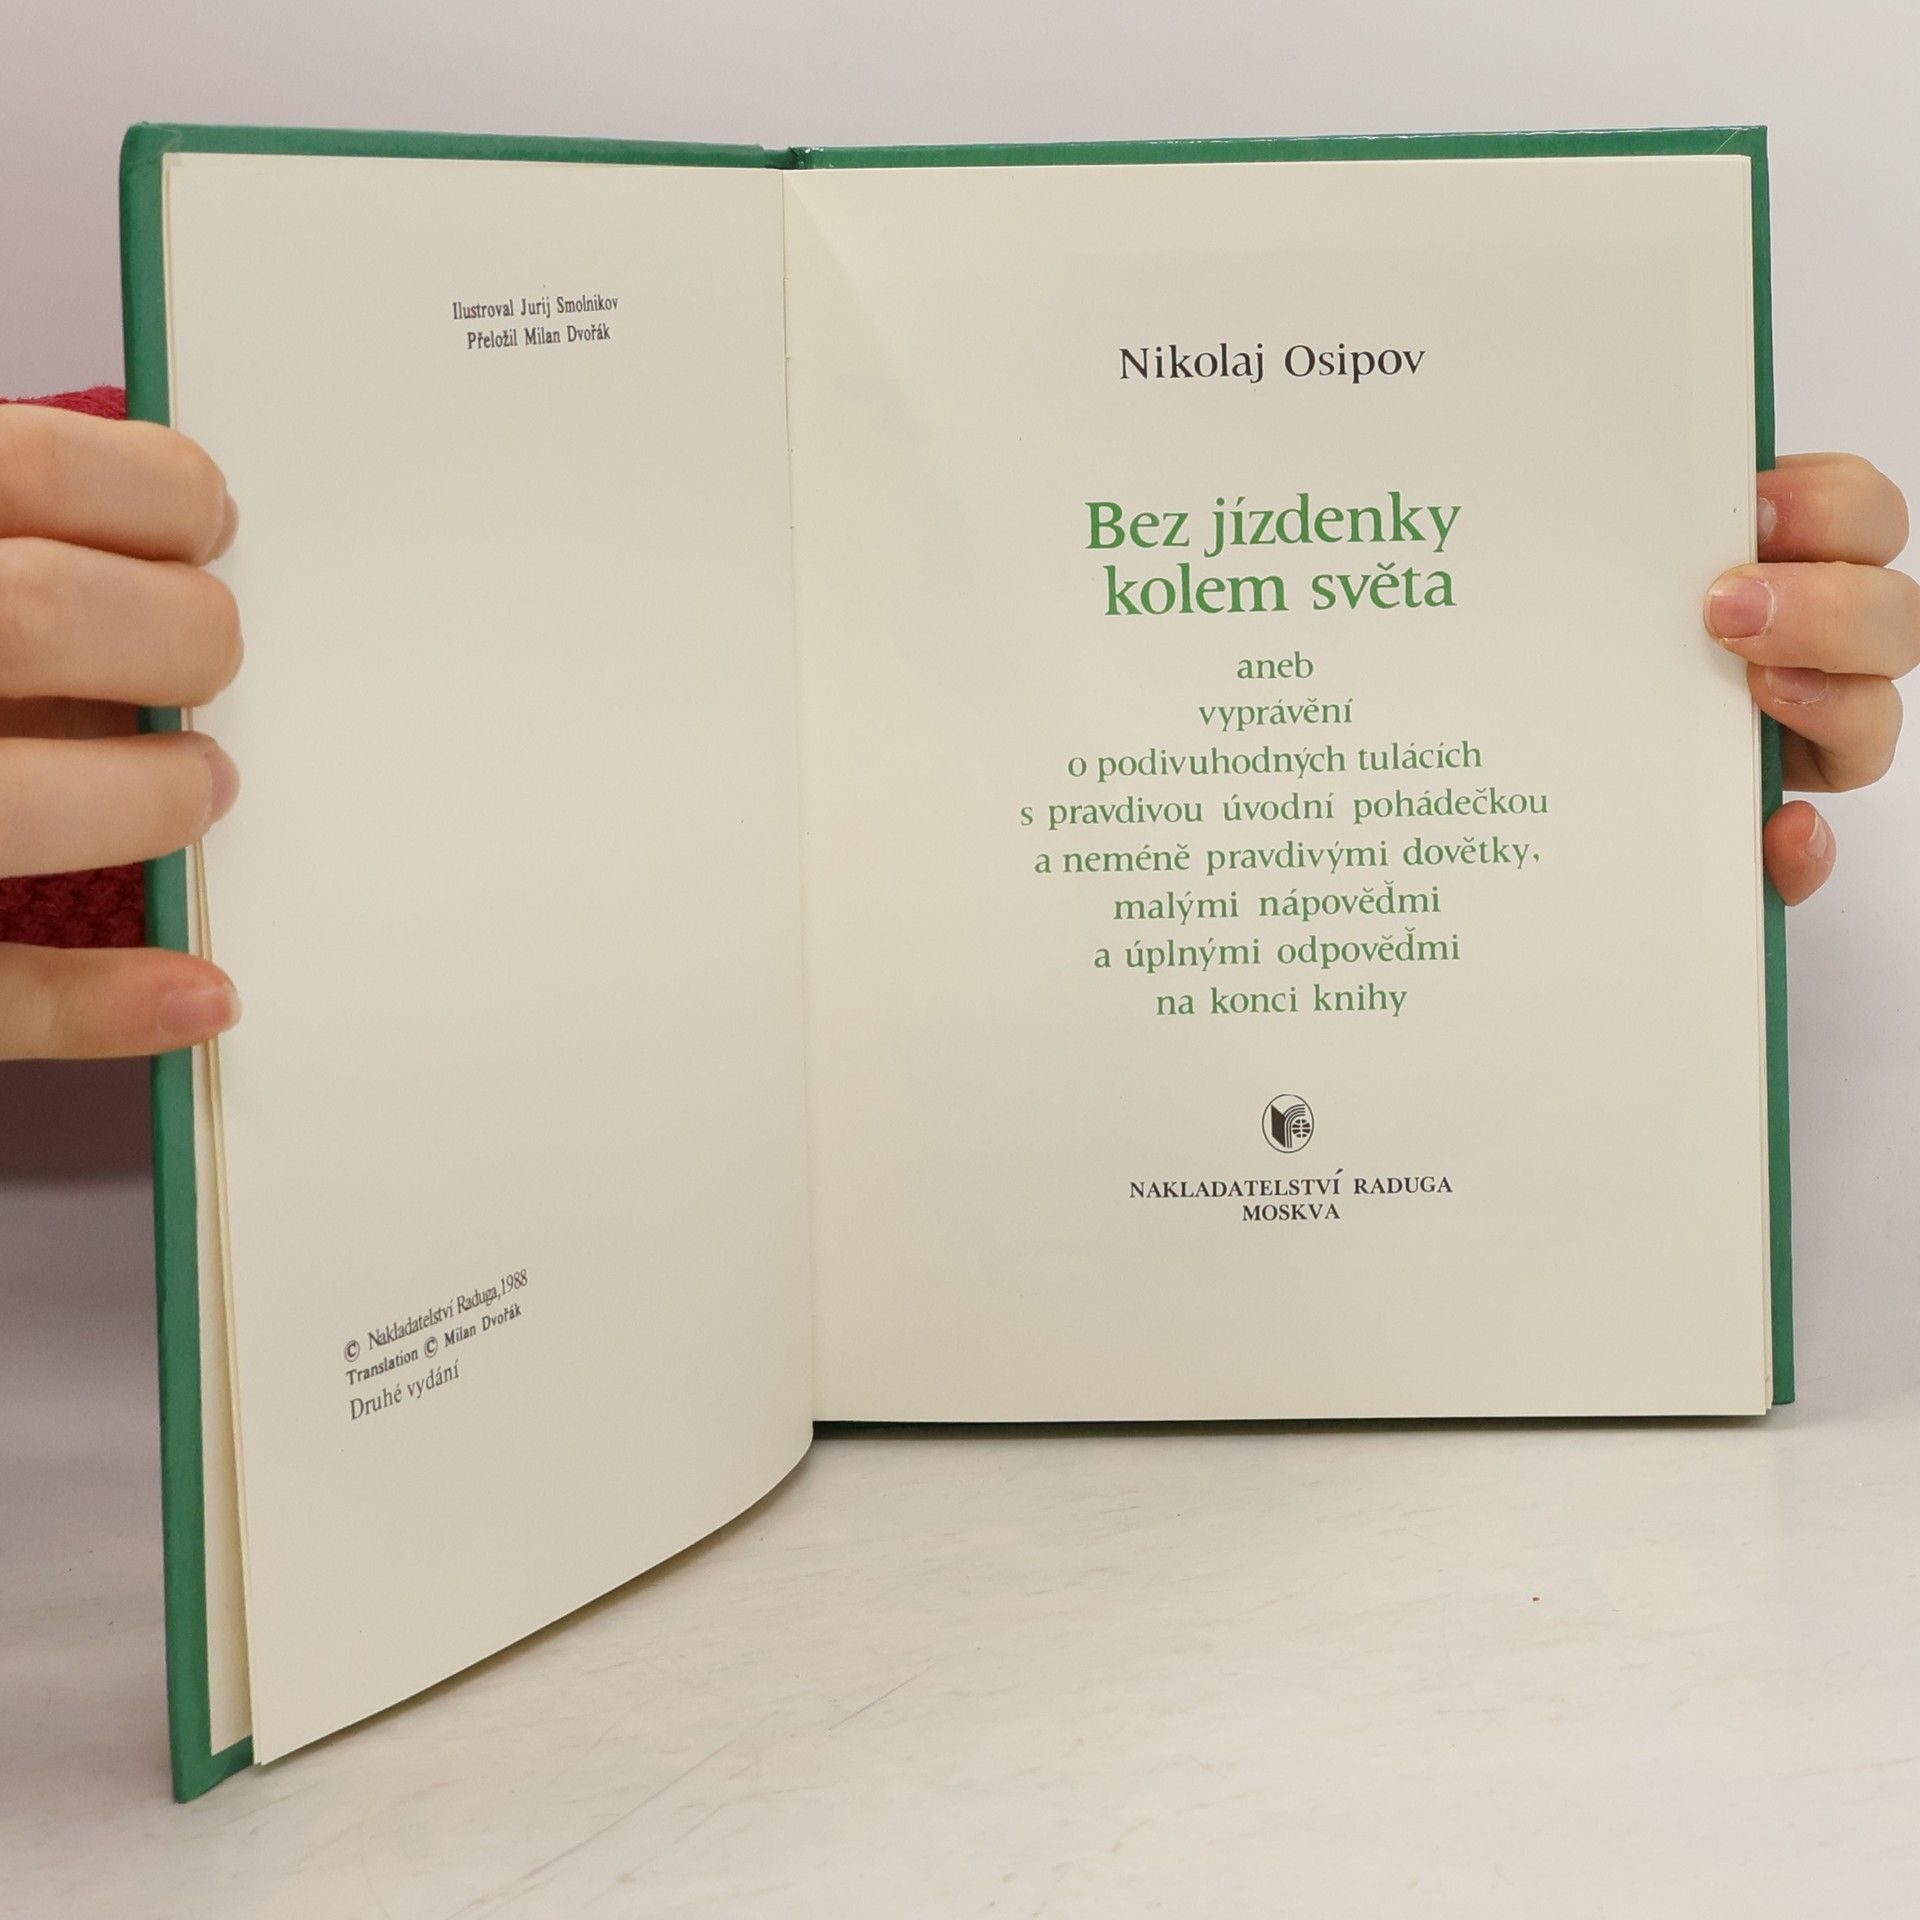 Ilustroval Jurij Smolnikov
Přeložil Milan Dvořák
© Nakladatelství Raduga, 1988
Translation © Milan Dvořák
Druhé vydání
Nikolaj Osipov
Bez jízdenky
kolem světa
aneb
vyprávění
o podivuhodných tulácích
s pravdivou úvodní pohádečkou
a neméně pravdivými dovětky,
malými nápověďmi
a úplnými odpověďmi
na konci knihy
NAKLADATELSTVÍ RADUGA
MOSKVA